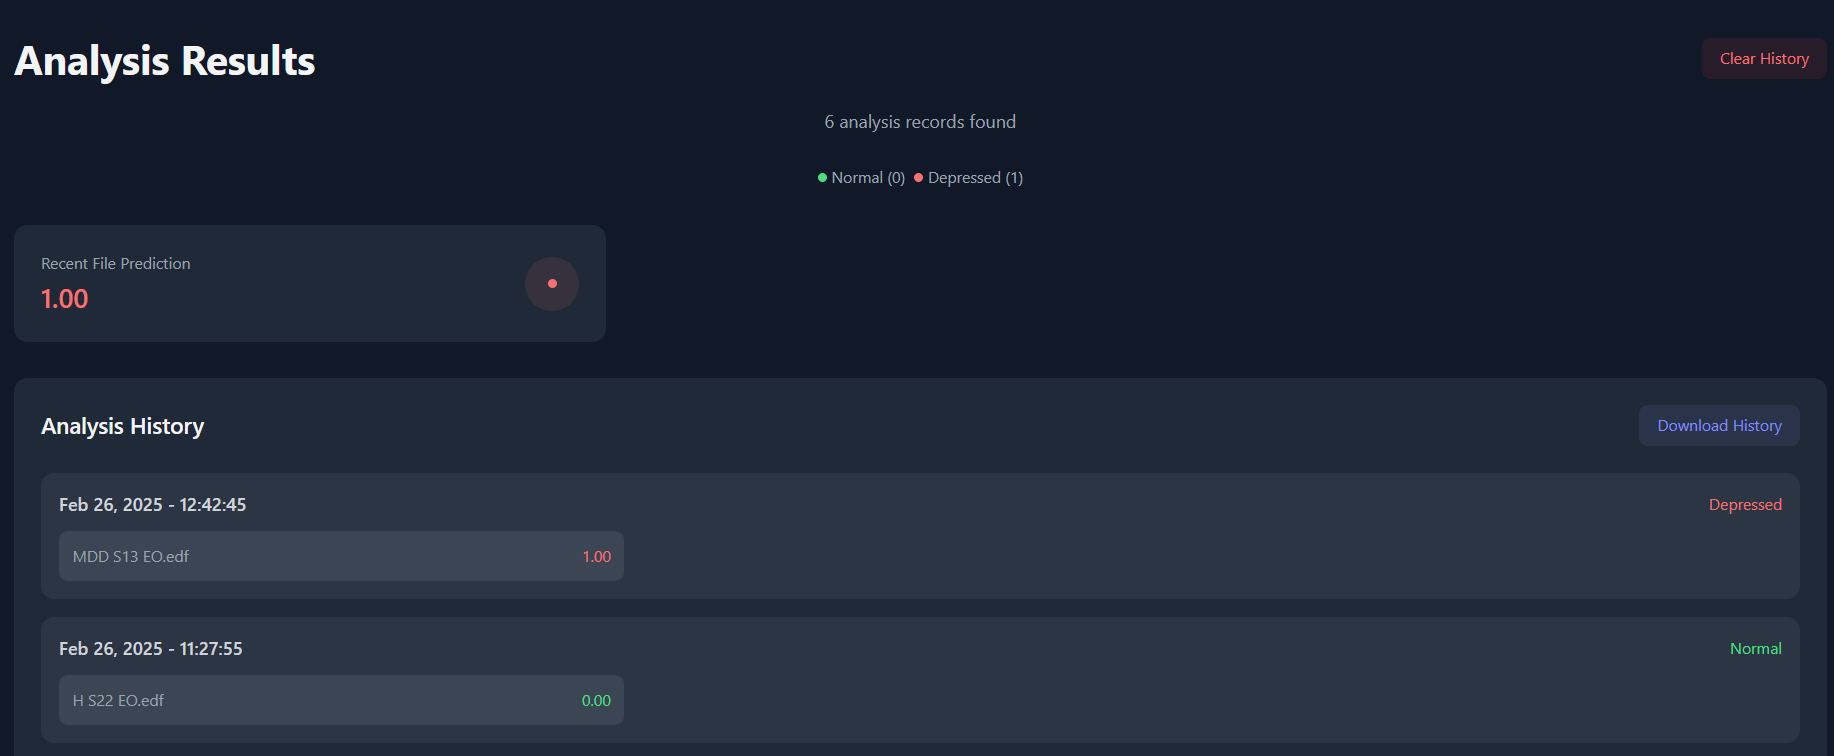 Analysis Results
Clear History
6 analysis records found
Normal (0) Depressed (1)
Recent File Prediction
1.00
Analysis History
Download History
Feb 26, 2025 - 12:42:45
Depressed
MDD S13 EO.edf
1.00
Feb 26, 2025 - 11:27:55
Normal
H S22 EO.edf
0.00